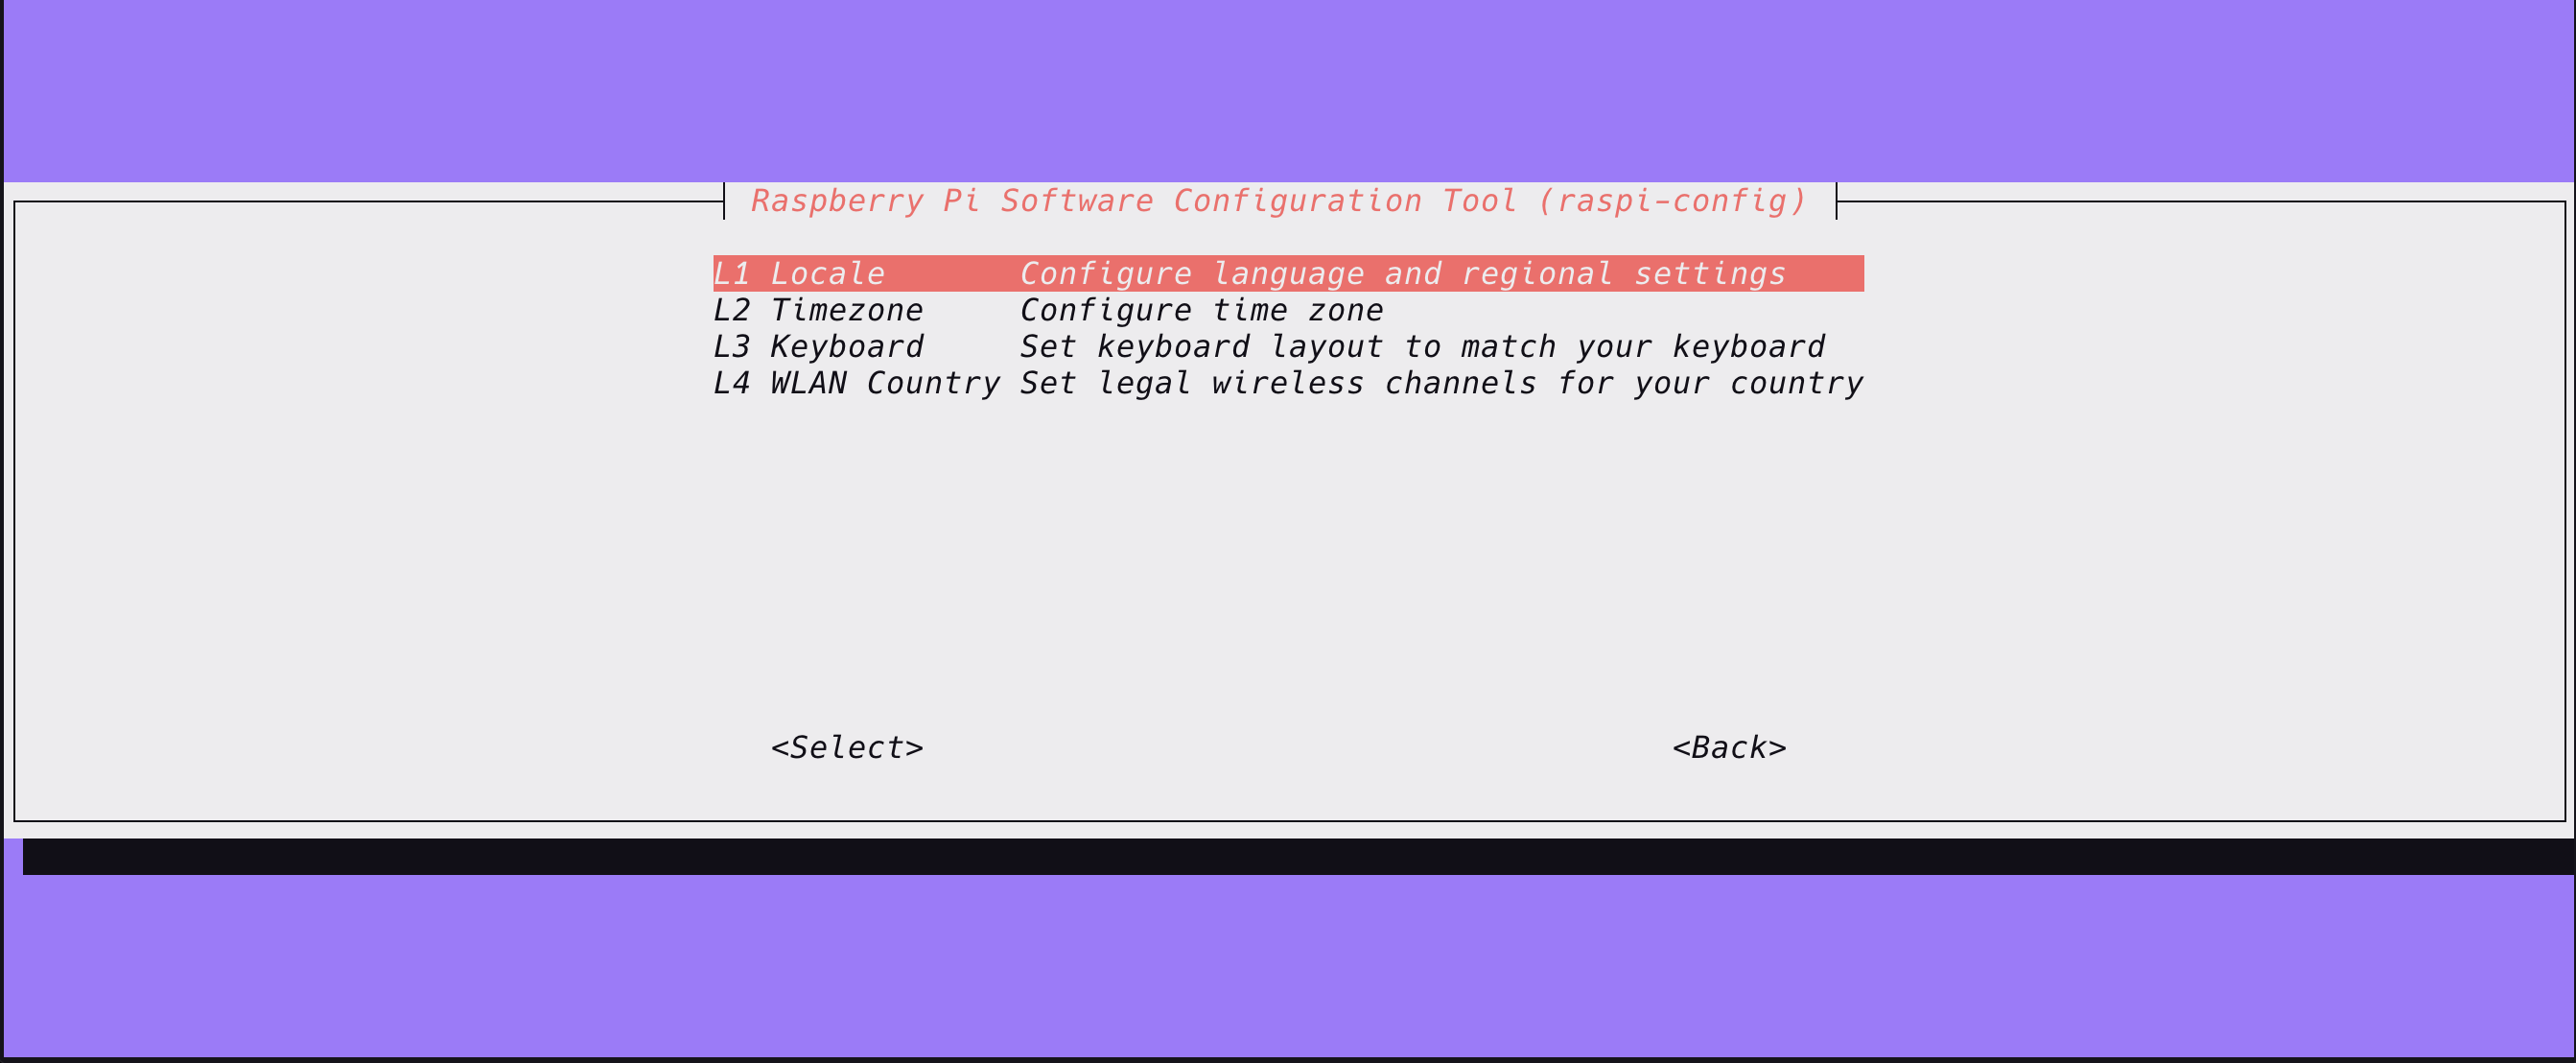 Raspberry Pi Software Configuration Tool (raspi-config)
L1 Locale       Configure language and regional settings
L2 Timezone     Configure time zone
L3 Keyboard     Set keyboard layout to match your keyboard
L4 WLAN Country Set legal wireless channels for your country
<Select>                                       <Back>